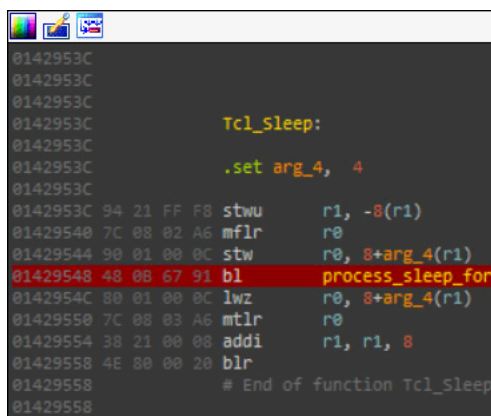 0142953C
0142953C
0142953C
0142953C Tcl_Sleep:
0142953C
0142953C .set arg_4, 4
0142953C
0142953C 94 21 FF F8 stwu r1, -8(r1)
01429540 7C 08 02 A6 mflr r0
01429544 90 01 00 0C stw r0, 8+arg_4(r1)
01429548 48 0B 67 91 bl process_sleep_for
0142954C 80 01 00 0C lwz r0, 8+arg_4(r1)
01429550 7C 08 03 A6 mtlr r0
01429554 38 21 00 08 addi r1, r1, 8
01429558 4E 80 00 20 blr
01429558 # End of function Tcl_Sleep
01429558